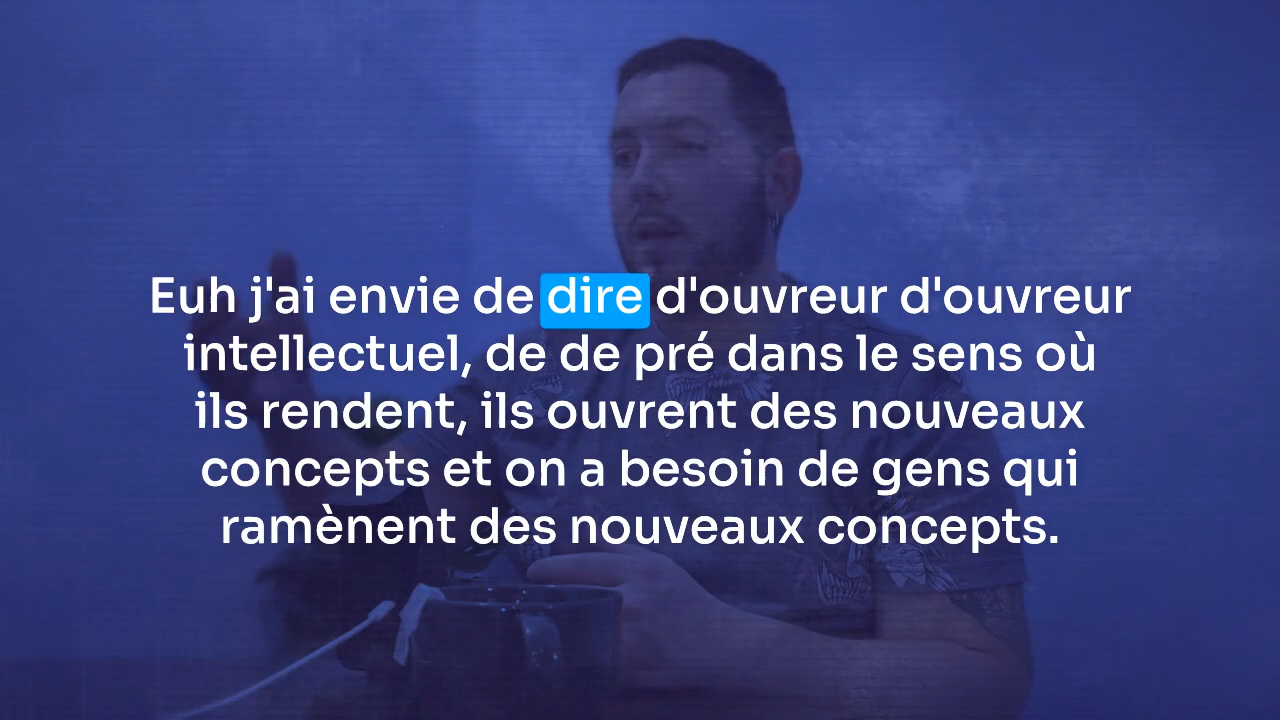 Euh j'ai envie de dire d'ouvreur d'ouvreur
intellectuel, de de pré dans le sens où
ils rendent, ils ouvrent des nouveaux
concepts et on a besoin de gens qui
ramènent des nouveaux concepts.